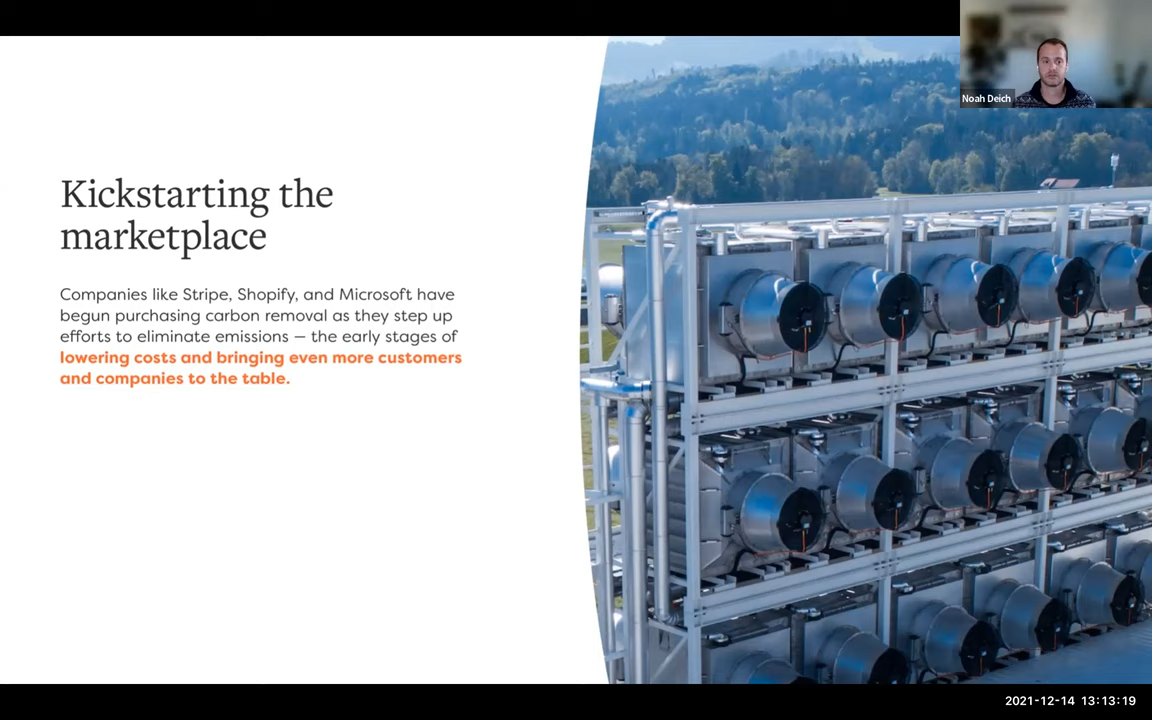 Noah Deich
Kickstarting the
marketplace
Companies like Stripe, Shopify, and Microsoft have
begun purchasing carbon removal as they step up
efforts to eliminate emissions – the early stages of
lowering costs and bringing even more customers
and companies to the table.
2021-12-14 13:13:19